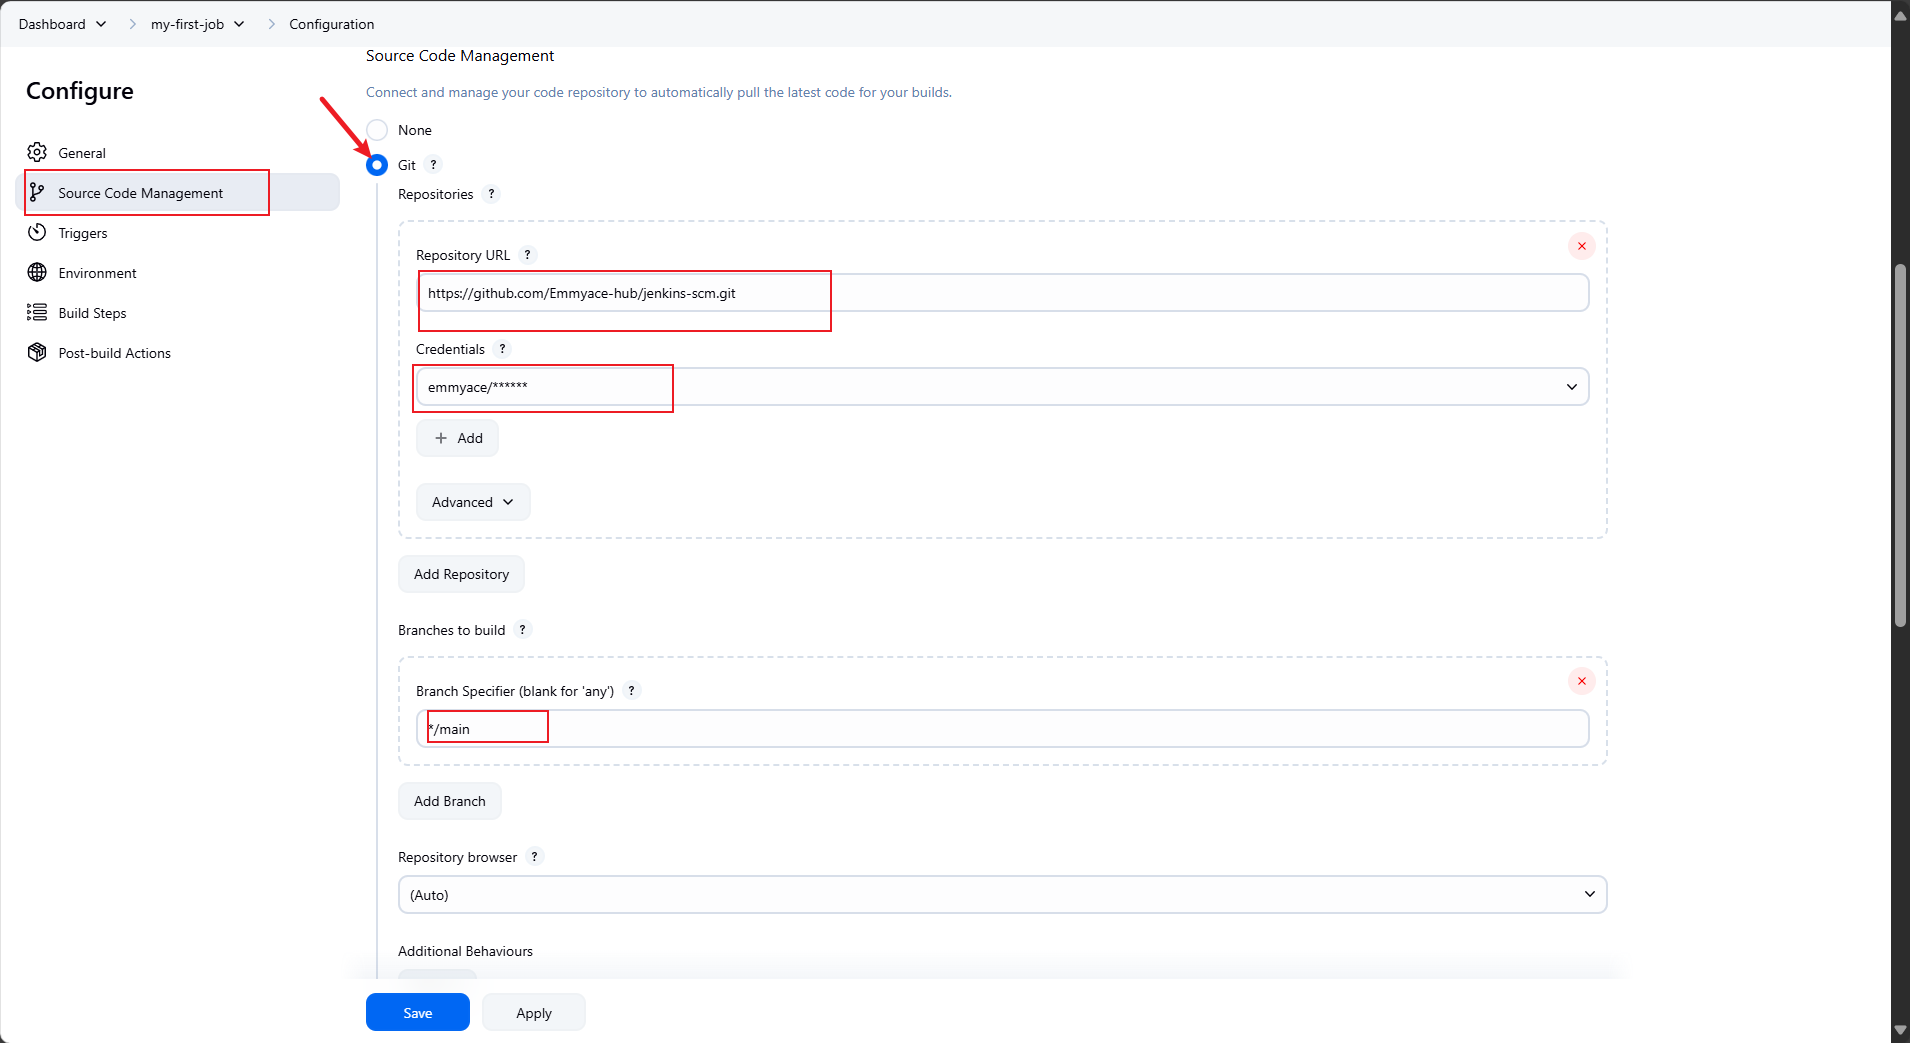 Dashboard my-first-job Configuration
Configure
General
Source Code Management
Triggers
Environment
Build Steps
Post-build Actions
Source Code Management
Connect and manage your code repository to automatically pull the latest code for your builds.
None
Git ?
Repositories ?
Repository URL ?
https://github.com/Emmyace-hub/jenkins-scm.git
Credentials ?
emmyace/******
+ Add
Advanced
Add Repository
Branches to build ?
Branch Specifier (blank for 'any') ?
*/main
Add Branch
Repository browser ?
(Auto)
Additional Behaviours
Save Apply